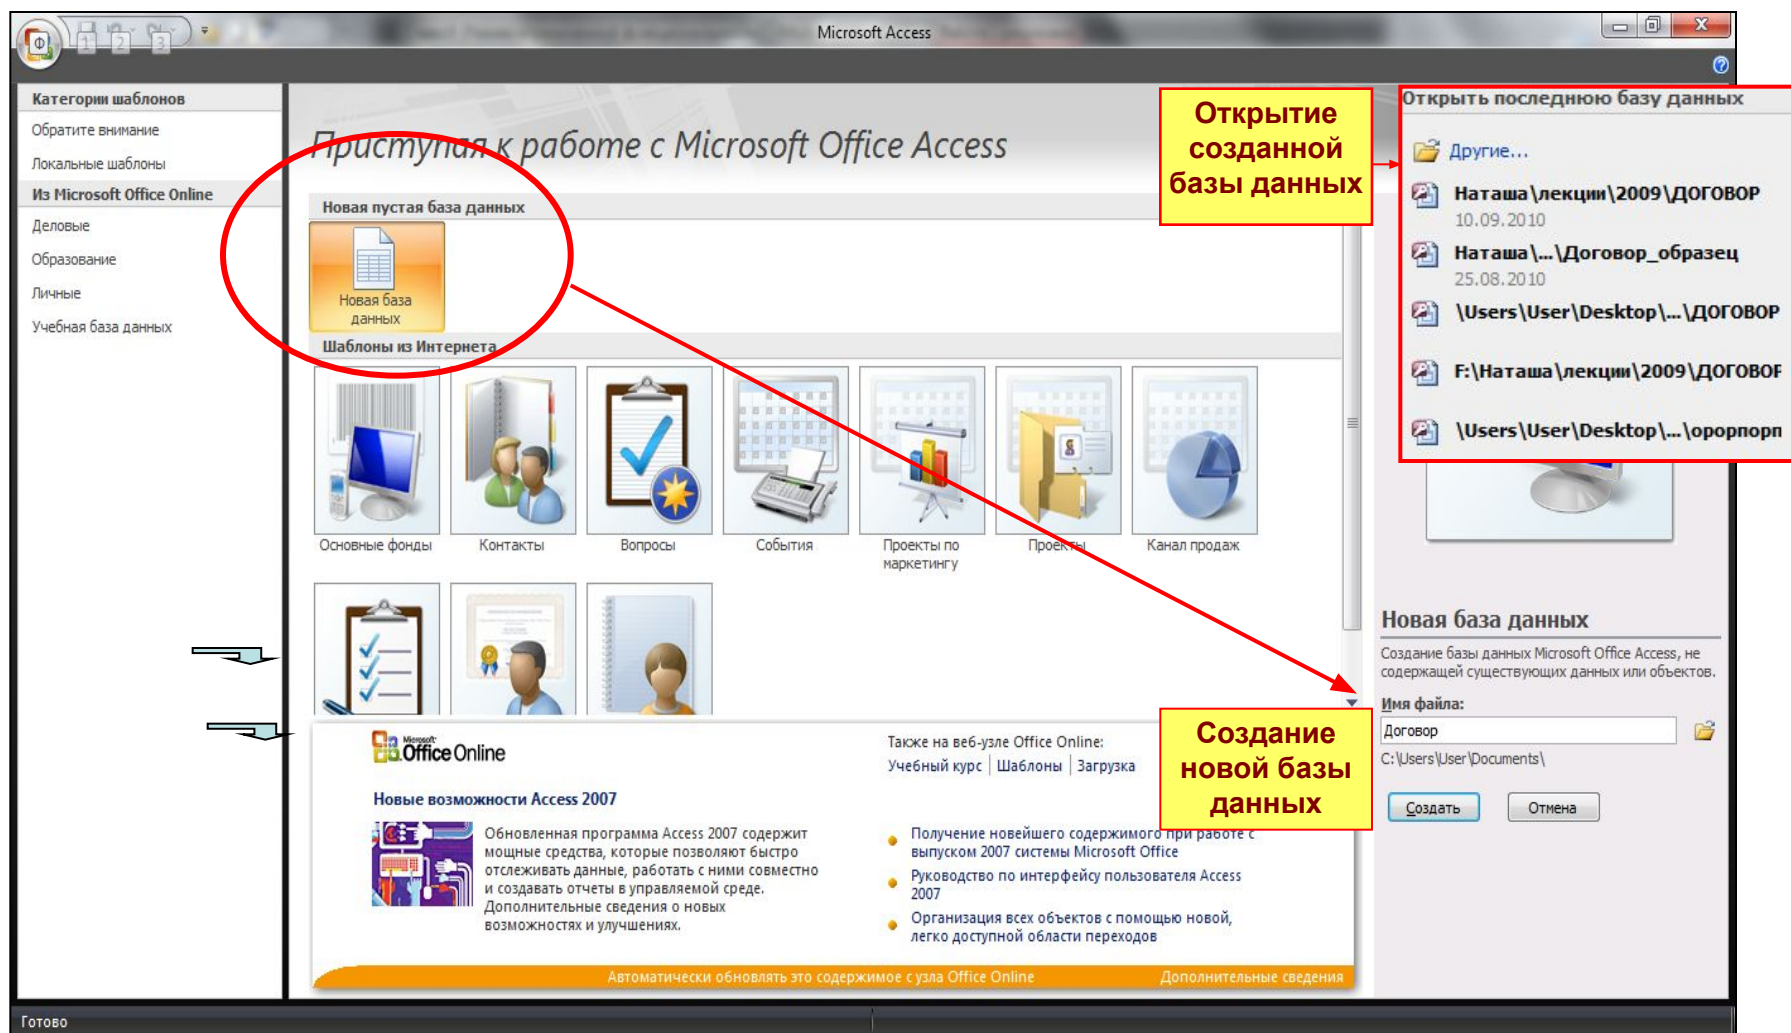 Microsoft Access
Ф
1
2
3
Категории шаблонов
Обратите внимание
Локальные шаблоны
Из Microsoft Office Online
Деловые
Образование
Личные
Учебная база данных
Приступая к работе с Microsoft Office Access
Новая пустая база данных
Новая база
данных
Шаблоны из Интернета
Основные фонды
Контакты
Вопросы
События
Проекты по
маркетингу
Проекты
Канал продаж
Открытие
созданной
базы данных
Открыть последнюю базу данных
Другие...
Наташа\лекции\2009\ДОГОВОР
10.09.2010
Наташа\...\Договор_образец
25.08.2010
\Users\User\Desktop\...\ДОГОВОР
F:\Наташа\лекции\2009\ДОГОВОР
\Users\User\Desktop\...\орорпорп
Microsoft
Office Online
Также на веб-узле Office Online:
Учебный курс | Шаблоны | Загрузка
Новые возможности Access 2007
Обновленная программа Access 2007 содержит
мощные средства, которые позволяют быстро
отслеживать данные, работать с ними совместно
и создавать отчеты в управляемой среде.
Дополнительные сведения о новых
возможностях и улучшениях.
Получение новейшего содержимого при работе с
выпуском 2007 системы Microsoft Office
Руководство по интерфейсу пользователя Access
2007
Организация всех объектов с помощью новой,
легко доступной области переходов
Автоматически обновлять это содержимое с узла Office Online
Дополнительные сведения
Создание
новой базы
данных
Новая база данных
Создание базы данных Microsoft Office Access, не
содержащей существующих данных или объектов.
Имя файла:
Договор
C:\Users\User\Documents\
Создать
Отмена
Готово